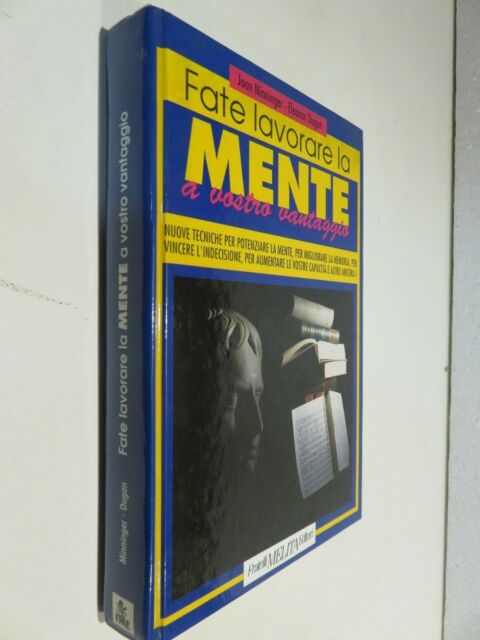 Joan Minninger - Eleanor Dugan
Fate lavorare la
MENTE
a vostro vantaggio
NUOVE TECNICHE PER POTENZIARE LA MENTE, PER MIGLIORARE LA MEMORIA, PER
VINCERE L'INDECISIONE, PER AUMENTARE LE VOSTRE CAPACITÀ E ALTRO ANCORA!
Fratelli MELITA Editori
Minninger - Dugan Fate lavorare la MENTE a vostro vantaggio
FME